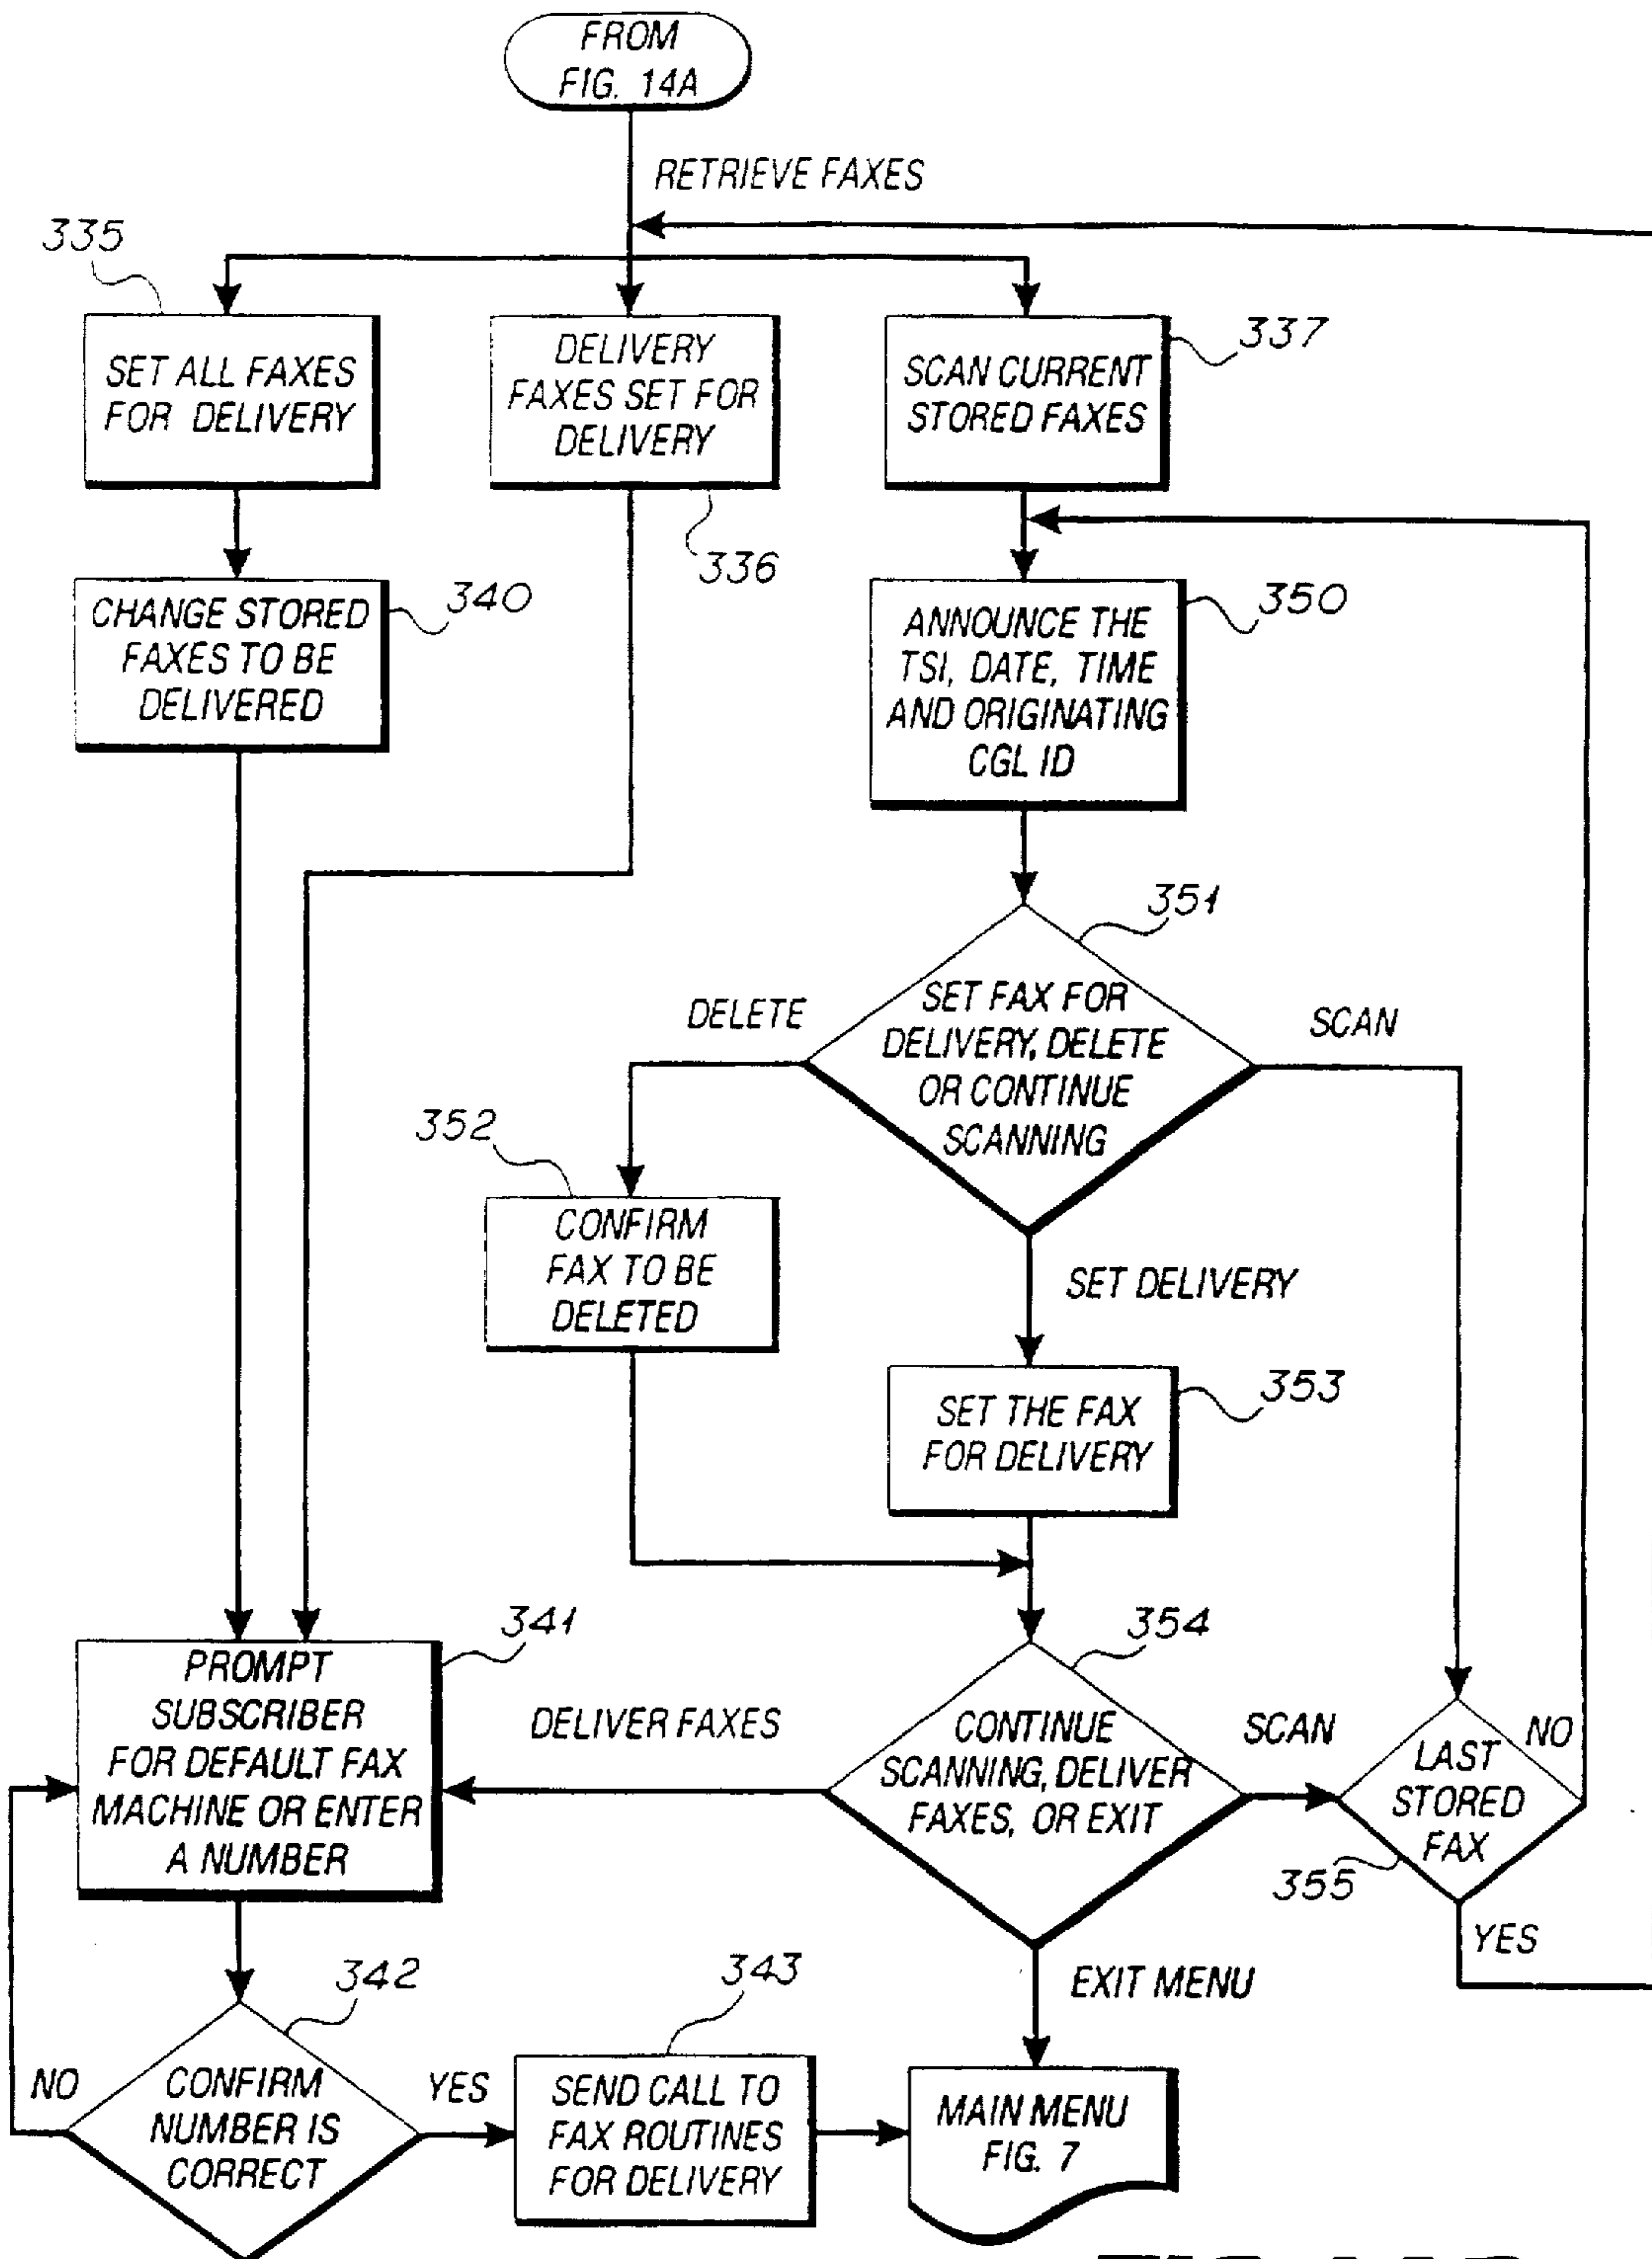 FROM
FIG. 14A
RETRIEVE FAXES
335
SET ALL FAXES
FOR DELIVERY
DELIVERY
FAXES SET FOR
DELIVERY
336
SCAN CURRENT
STORED FAXES
337
CHANGE STORED
FAXES TO BE
DELIVERED
340
ANNOUNCE THE
TSI, DATE, TIME
AND ORIGINATING
CGL ID
350
351
SET FAX FOR
DELIVERY, DELETE
OR CONTINUE
SCANNING
DELETE
SCAN
352
CONFIRM
FAX TO BE
DELETED
SET DELIVERY
SET THE FAX
FOR DELIVERY
353
341
PROMPT
SUBSCRIBER
FOR DEFAULT FAX
MACHINE OR ENTER
A NUMBER
DELIVER FAXES
354
CONTINUE
SCANNING, DELIVER
FAXES, OR EXIT
SCAN
LAST
STORED
FAX
NO
355
YES
EXIT MENU
342
CONFIRM
NUMBER IS
CORRECT
NO
YES
343
SEND CALL TO
FAX ROUTINES
FOR DELIVERY
MAIN MENU
FIG. 7